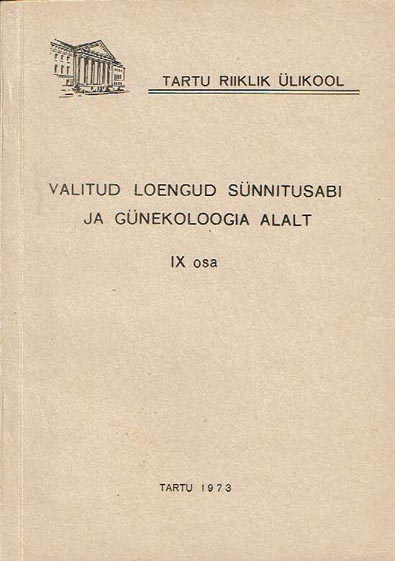 TARTU RIIKLIK ÜLIKOOL
VALITUD LOENGUD SÜNNITUSABI
JA GÜNEKOLOOGIA ALALT
IX osa
TARTU 1973